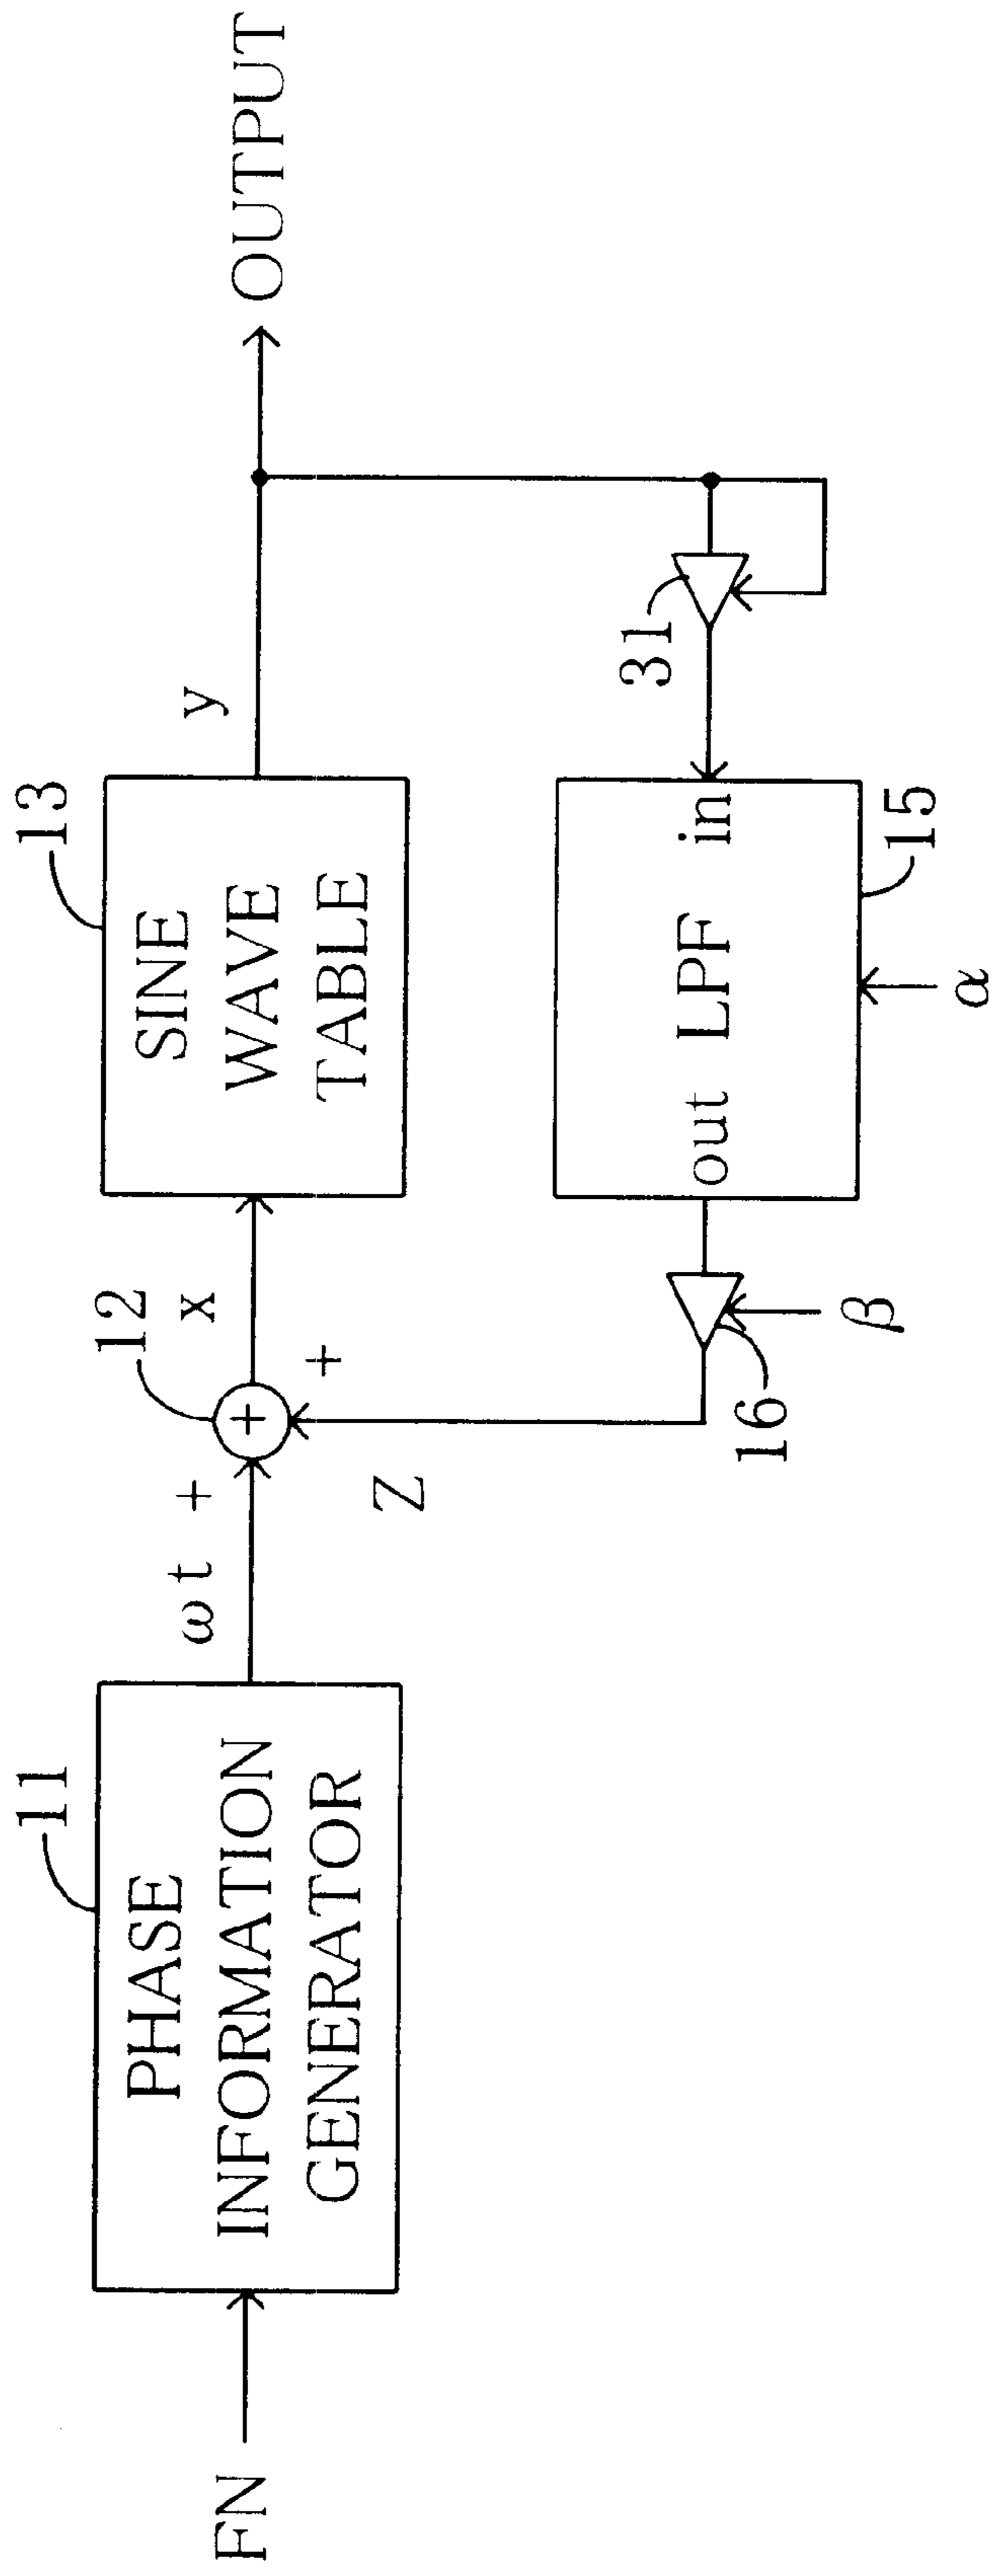 FN
11
PHASE
INFORMATION
GENERATOR
ωt
+
12
+
x
+
Z
13
SINE
WAVE
TABLE
y
OUTPUT
31
out LPF in
15
α
16
β